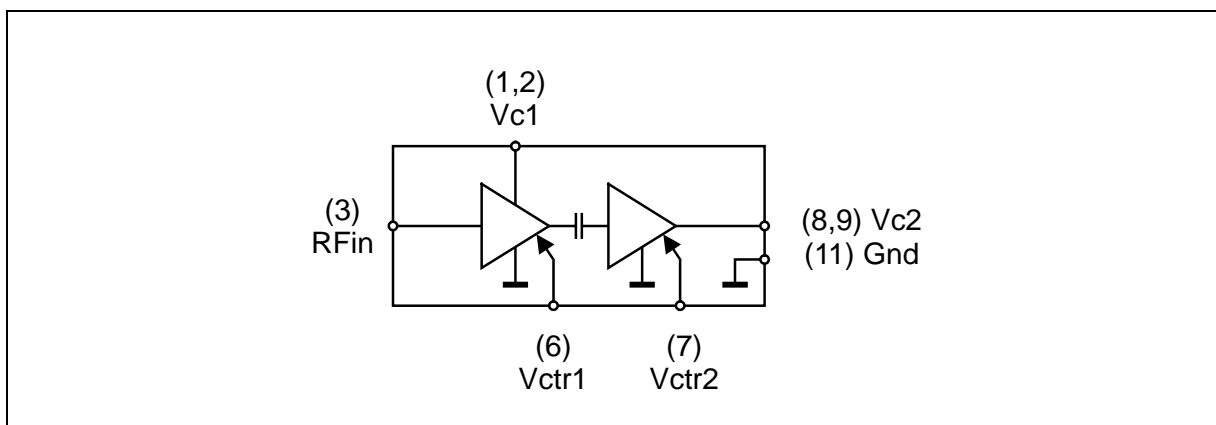 (1,2)
Vc1
(3)
RFin
(8,9) Vc2
(11) Gnd
(6)
Vctr1
(7)
Vctr2